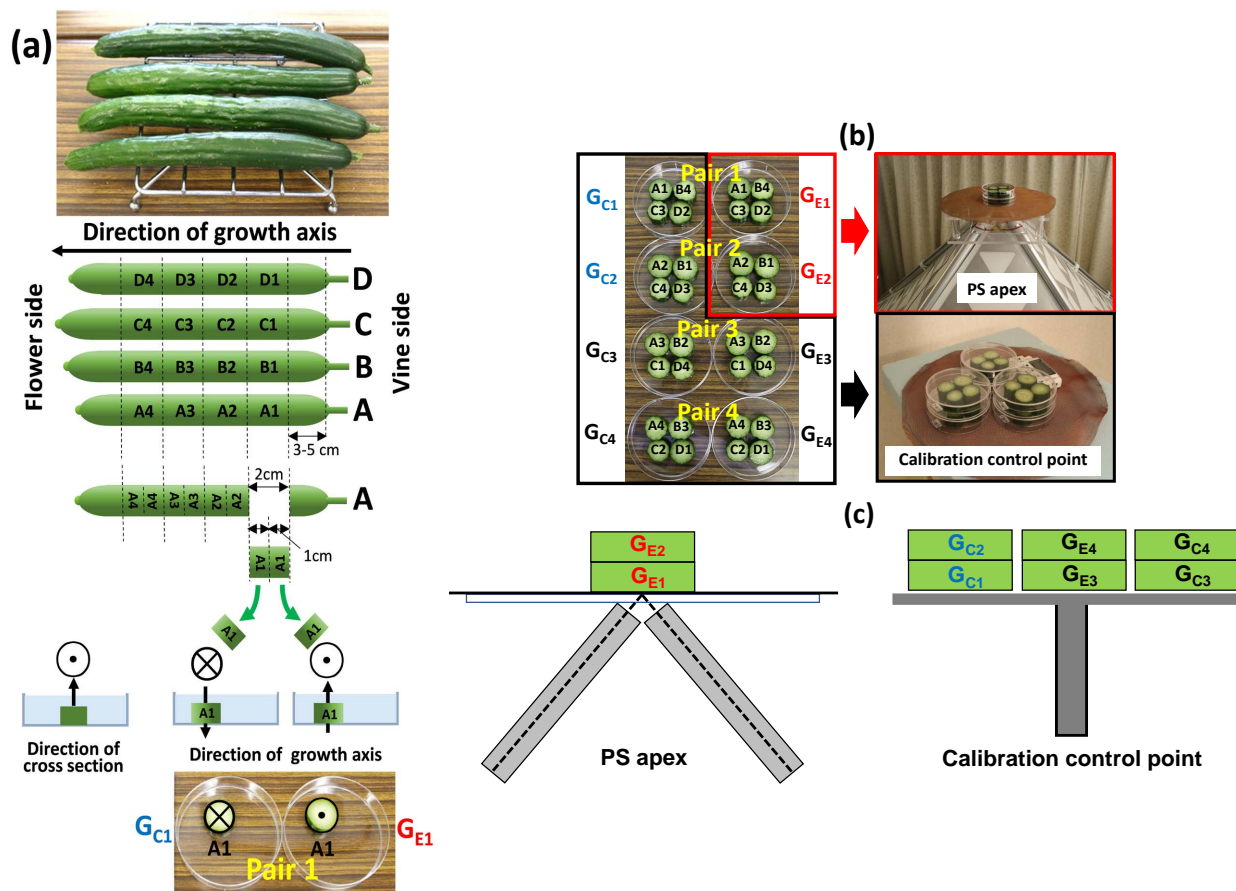 (a)
Direction of growth axis
Flower side
Vine side
D4 D3 D2 D1 D
C4 C3 C2 C1 C
B4 B3 B2 B1 B
A4 A3 A2 A1 A
3-5 cm
2cm
A4 A4 A3 A3 A2 A2 A
1cm
A1 A1
A1 A1
A1 A1
Direction of cross section
Direction of growth axis
GC1 A1 A1 GE1
Pair 1
(b)
Pair 1
GC1 A1 B4 A1 B4 GE1
C3 D2 C3 D2
Pair 2
GC2 A2 B1 A2 B1 GE2
C4 D3 C4 D3
Pair 3
GC3 A3 B2 A3 B2 GE3
C1 D4 C1 D4
Pair 4
GC4 A4 B3 A4 B3 GE4
C2 D1 C2 D1
PS apex
Calibration control point
(c)
GE2
GE1
PS apex
GC2 GE4 GC4
GC1 GE3 GC3
Calibration control point